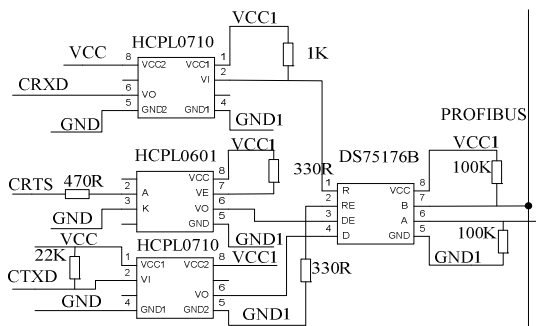 HCPL0710
VCC1
VCC 8 VCC2 VCC1 1
VI 2 1K
CRXD 6 VO
GND 5 GND2 GND1 4
GND1
PROFIBUS
HCPL0601
VCC1
VCC 8
CRTS 470R 2 A VE 7 330R
GND 3 K VO 6
GND 5
GND1
DS75176B
VCC1
1 R VCC 8 100K
2 RE B 7
3 DE A 6
4 D GND 5 100K
GND1
VCC HCPL0710
22K 1 VCC1 VCC2 8 VCC1
CTXD 2 VI
VO 6 330R
GND 4 GND1 GND2 5
GND1